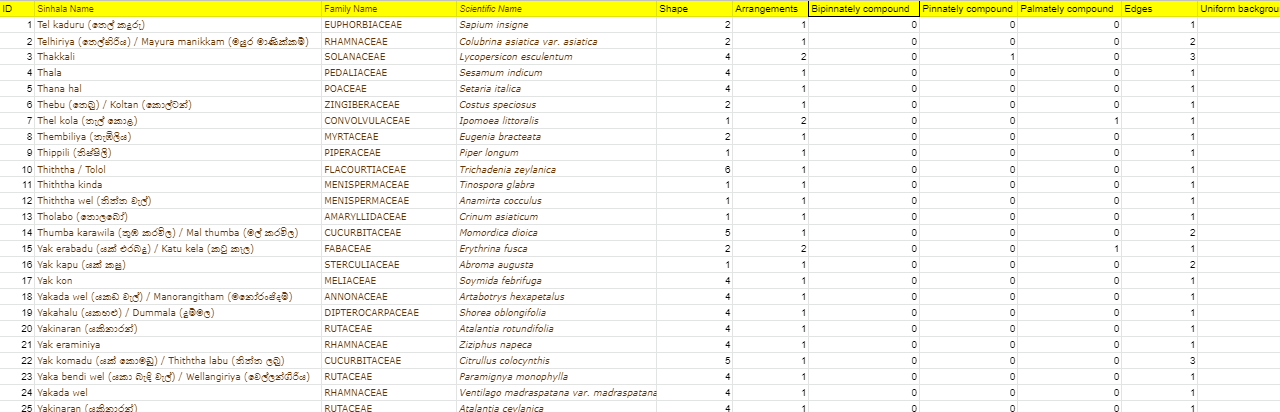 ID Sinhala Name Family Name Scientific Name Shape Arrangements Bipinnately compound Pinnately compound Palmately compound Edges Uniform backgrou
1 Tel kaduru (තෙල් කදුරු) EUPHORBIACEAE Sapium insigne 2 1 0 0 0 1
2 Telhiriya (තෙල්හිරිය) / Mayura manikkam (මයුර මාණික්කම්) RHAMNACEAE Colubrina asiatica var. asiatica 2 1 0 0 0 2
3 Thakkali SOLANACEAE Lycopersicon esculentum 4 2 0 1 0 3
4 Thala PEDALIACEAE Sesamum indicum 4 1 0 0 0 1
5 Thana hal POACEAE Setaria italica 4 1 0 0 0 1
6 Thebu (තෙබු) / Koltan (කොල්ටන්) ZINGIBERACEAE Costus speciosus 2 1 0 0 0 1
7 Thel kola (තැල් කොළ) CONVOLVULACEAE Ipomoea littoralis 1 2 0 0 1 1
8 Thembiliya (තැඹිලිය) MYRTACEAE Eugenia bracteata 2 1 0 0 0 1
9 Thippili (තිප්පිලි) PIPERACEAE Piper longum 1 1 0 0 0 1
10 Thiththa / Tolol FLACOURTIACEAE Trichadenia zeylanica 6 1 0 0 0 1
11 Thiththa kinda MENISPERMACEAE Tinospora glabra 1 1 0 0 0 1
12 Thiththa wel (තිත්ත වැල්) MENISPERMACEAE Anamirta cocculus 1 1 0 0 0 1
13 Tholabo (තොලබෝ) AMARYLLIDACEAE Crinum asiaticum 1 1 0 0 0 1
14 Thumba karawila (තුඹ කරවිල) / Mal thumba (මල් කරවිල) CUCURBITACEAE Momordica dioica 5 1 0 0 0 2
15 Yak erabadu (යක් එරබදු) / Katu kela (කටු කැල) FABACEAE Erythrina fusca 2 2 0 0 1 1
16 Yak kapu (යක් කපු) STERCULIACEAE Abroma augusta 1 1 0 0 0 2
17 Yak kon MELIACEAE Soymida febrifuga 4 1 0 0 0 1
18 Yakada wel (යකඩ වැල්) / Manorangitham (මනෝරංජිදම්) ANNONACEAE Artabotrys hexapetalus 4 1 0 0 0 1
19 Yakahalu (යකහළු) / Dummala (දුම්මල) DIPTEROCARPACEAE Shorea oblongifolia 4 1 0 0 0 1
20 Yakinaran (යකිනාරන්) RUTACEAE Atalantia rotundifolia 4 1 0 0 0 1
21 Yak eraminiya RHAMNACEAE Ziziphus napeca 4 1 0 0 0 1
22 Yak komadu (යක් කොමඩු) / Thiththa labu (තිත්ත ලබු) CUCURBITACEAE Citrullus colocynthis 5 1 0 0 0 3
23 Yaka bendi wel (යකා බැඳි වැල්) / Wellangiriya (වෙල්ලන්ගිරිය) RUTACEAE Paramignya monophylla 4 1 0 0 0 1
24 Yakada wel RHAMNACEAE Ventilago madraspatana var. madraspatana 4 1 0 0 0 1
25 Yakinaran (යකිනාරන්) RUTACEAE Atalantia ceylanica 4 1 0 0 0 1